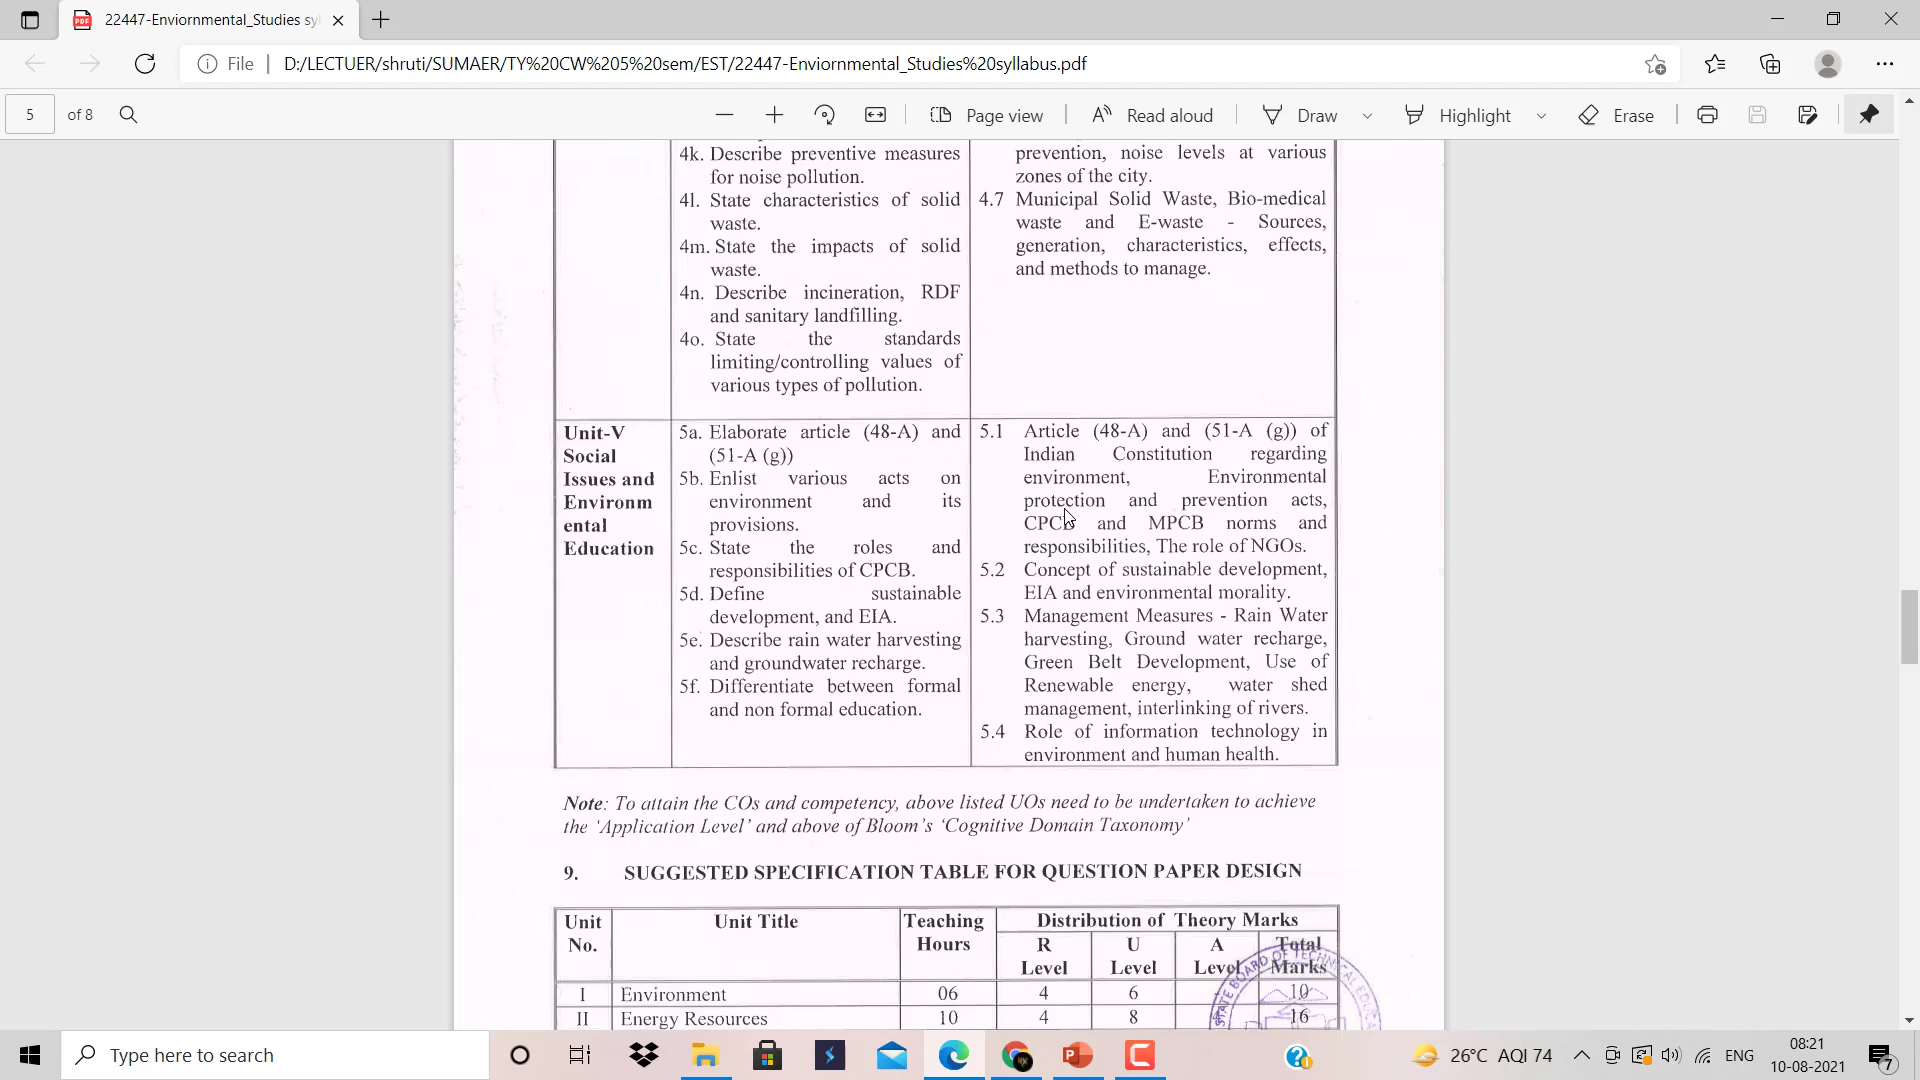 22447-Enviornmental_Studies syl
File
D:/LECTUER/shruti/SUMAER/TY%20CW%205%20sem/EST/22447-Enviornmental_Studies%20syllabus.pdf
5 of 8
Page view
Read aloud
Draw
Highlight
Erase
4k. Describe preventive measures
for noise pollution.
4l. State characteristics of solid
waste.
4m. State the impacts of solid
waste.
4n. Describe incineration, RDF
and sanitary landfilling.
4o. State the standards
limiting/controlling values of
various types of pollution.
prevention, noise levels at various
zones of the city.
4.7 Municipal Solid Waste, Bio-medical
waste and E-waste - Sources,
generation, characteristics, effects,
and methods to manage.
Unit-V
Social
Issues and
Environm
ental
Education
5a. Elaborate article (48-A) and
(51-A (g))
5b. Enlist various acts on
environment and its
provisions.
5c. State the roles and
responsibilities of CPCB.
5d. Define sustainable
development, and EIA.
5e. Describe rain water harvesting
and groundwater recharge.
5f. Differentiate between formal
and non formal education.
5.1 Article (48-A) and (51-A (g)) of
Indian Constitution regarding
environment, Environmental
protection and prevention acts,
CPCB and MPCB norms and
responsibilities, The role of NGOs.
5.2 Concept of sustainable development,
EIA and environmental morality.
5.3 Management Measures - Rain Water
harvesting, Ground water recharge,
Green Belt Development, Use of
Renewable energy, water shed
management, interlinking of rivers.
5.4 Role of information technology in
environment and human health.
Note: To attain the COs and competency, above listed UOs need to be undertaken to achieve
the ‘Application Level’ and above of Bloom’s ‘Cognitive Domain Taxonomy’
9. SUGGESTED SPECIFICATION TABLE FOR QUESTION PAPER DESIGN
Unit
No.
Unit Title
Teaching
Hours
Distribution of Theory Marks
R
Level
U
Level
A
Level
Total
Marks
I Environment 06 4 6 10
II Energy Resources 10 4 8 16
Type here to search
26°C AQI 74
ENG
08:21
10-08-2021
7